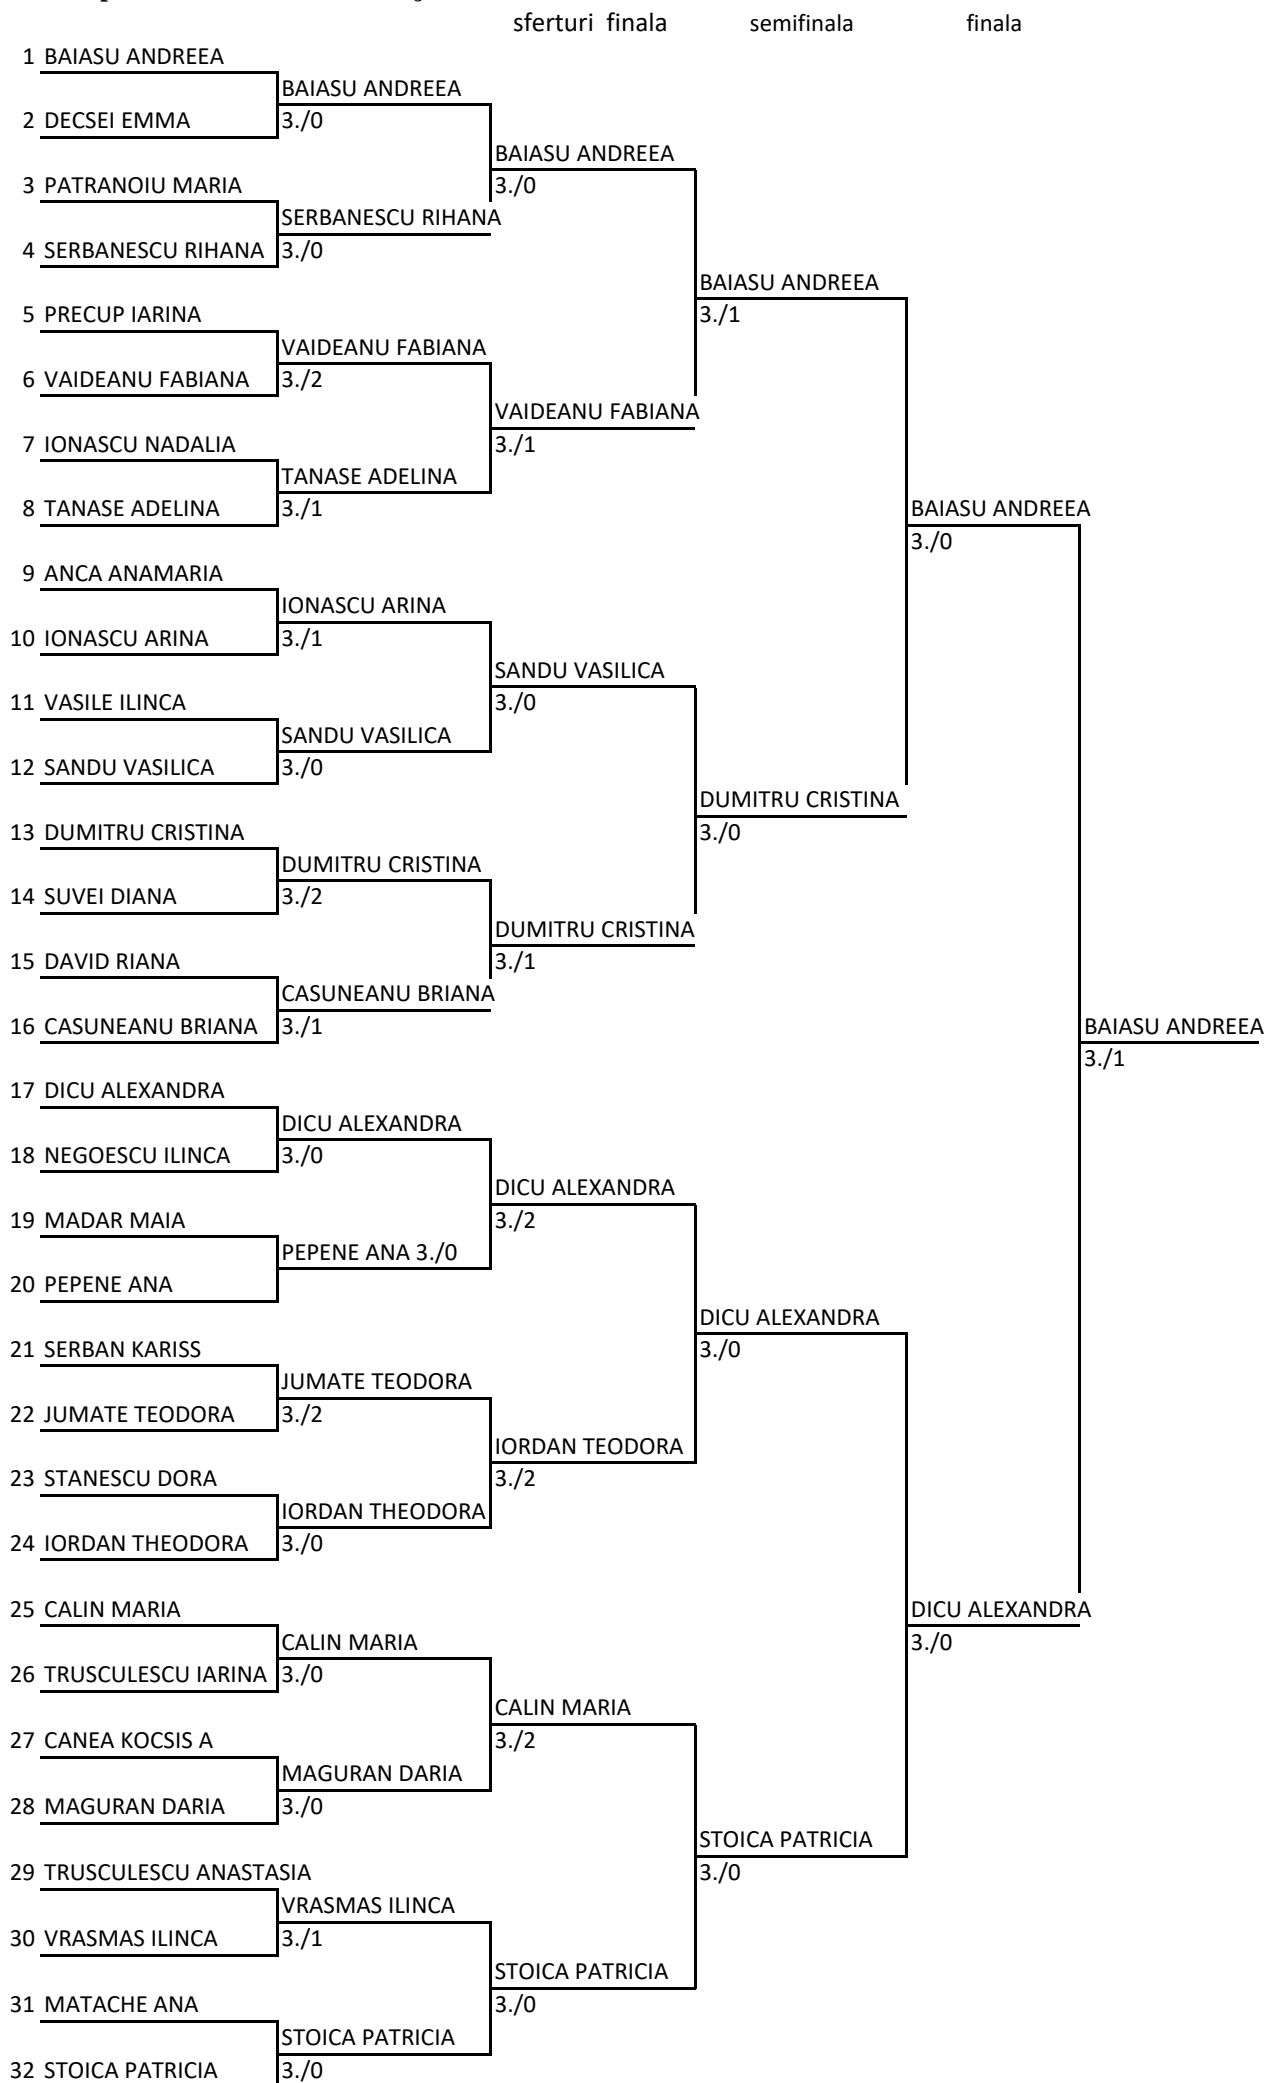 sferturi finala semifinala finala
1 BAIASU ANDREEA
BAIASU ANDREEA
2 DECSEI EMMA 3./0
BAIASU ANDREEA
3 PATRANOIU MARIA 3./0
SERBANESCU RIHANA
4 SERBANESCU RIHANA 3./0
BAIASU ANDREEA
5 PRECUP IARINA 3./1
VAIDEANU FABIANA
6 VAIDEANU FABIANA 3./2
VAIDEANU FABIANA
7 IONASCU NADALIA 3./1
TANASE ADELINA
8 TANASE ADELINA 3./1 BAIASU ANDREEA
3./0
9 ANCA ANAMARIA
IONASCU ARINA
10 IONASCU ARINA 3./1
SANDU VASILICA
11 VASILE ILINCA 3./0
SANDU VASILICA
12 SANDU VASILICA 3./0
DUMITRU CRISTINA
13 DUMITRU CRISTINA 3./0
DUMITRU CRISTINA
14 SUVEI DIANA 3./2
DUMITRU CRISTINA
15 DAVID RIANA 3./1
CASUNEANU BRIANA
16 CASUNEANU BRIANA 3./1 BAIASU ANDREEA
3./1
17 DICU ALEXANDRA
DICU ALEXANDRA
18 NEGOESCU ILINCA 3./0
DICU ALEXANDRA
19 MADAR MAIA 3./2
PEPENE ANA 3./0
20 PEPENE ANA
DICU ALEXANDRA
21 SERBAN KARISS 3./0
JUMATE TEODORA
22 JUMATE TEODORA 3./2
IORDAN TEODORA
23 STANESCU DORA 3./2
IORDAN THEODORA
24 IORDAN THEODORA 3./0
25 CALIN MARIA DICU ALEXANDRA
CALIN MARIA 3./0
26 TRUSCULESCU IARINA 3./0
CALIN MARIA
27 CANEA KOCSIS A 3./2
MAGURAN DARIA
28 MAGURAN DARIA 3./0
STOICA PATRICIA
29 TRUSCULESCU ANASTASIA 3./0
VRASMAS ILINCA
30 VRASMAS ILINCA 3./1
STOICA PATRICIA
31 MATACHE ANA 3./0
STOICA PATRICIA
32 STOICA PATRICIA 3./0